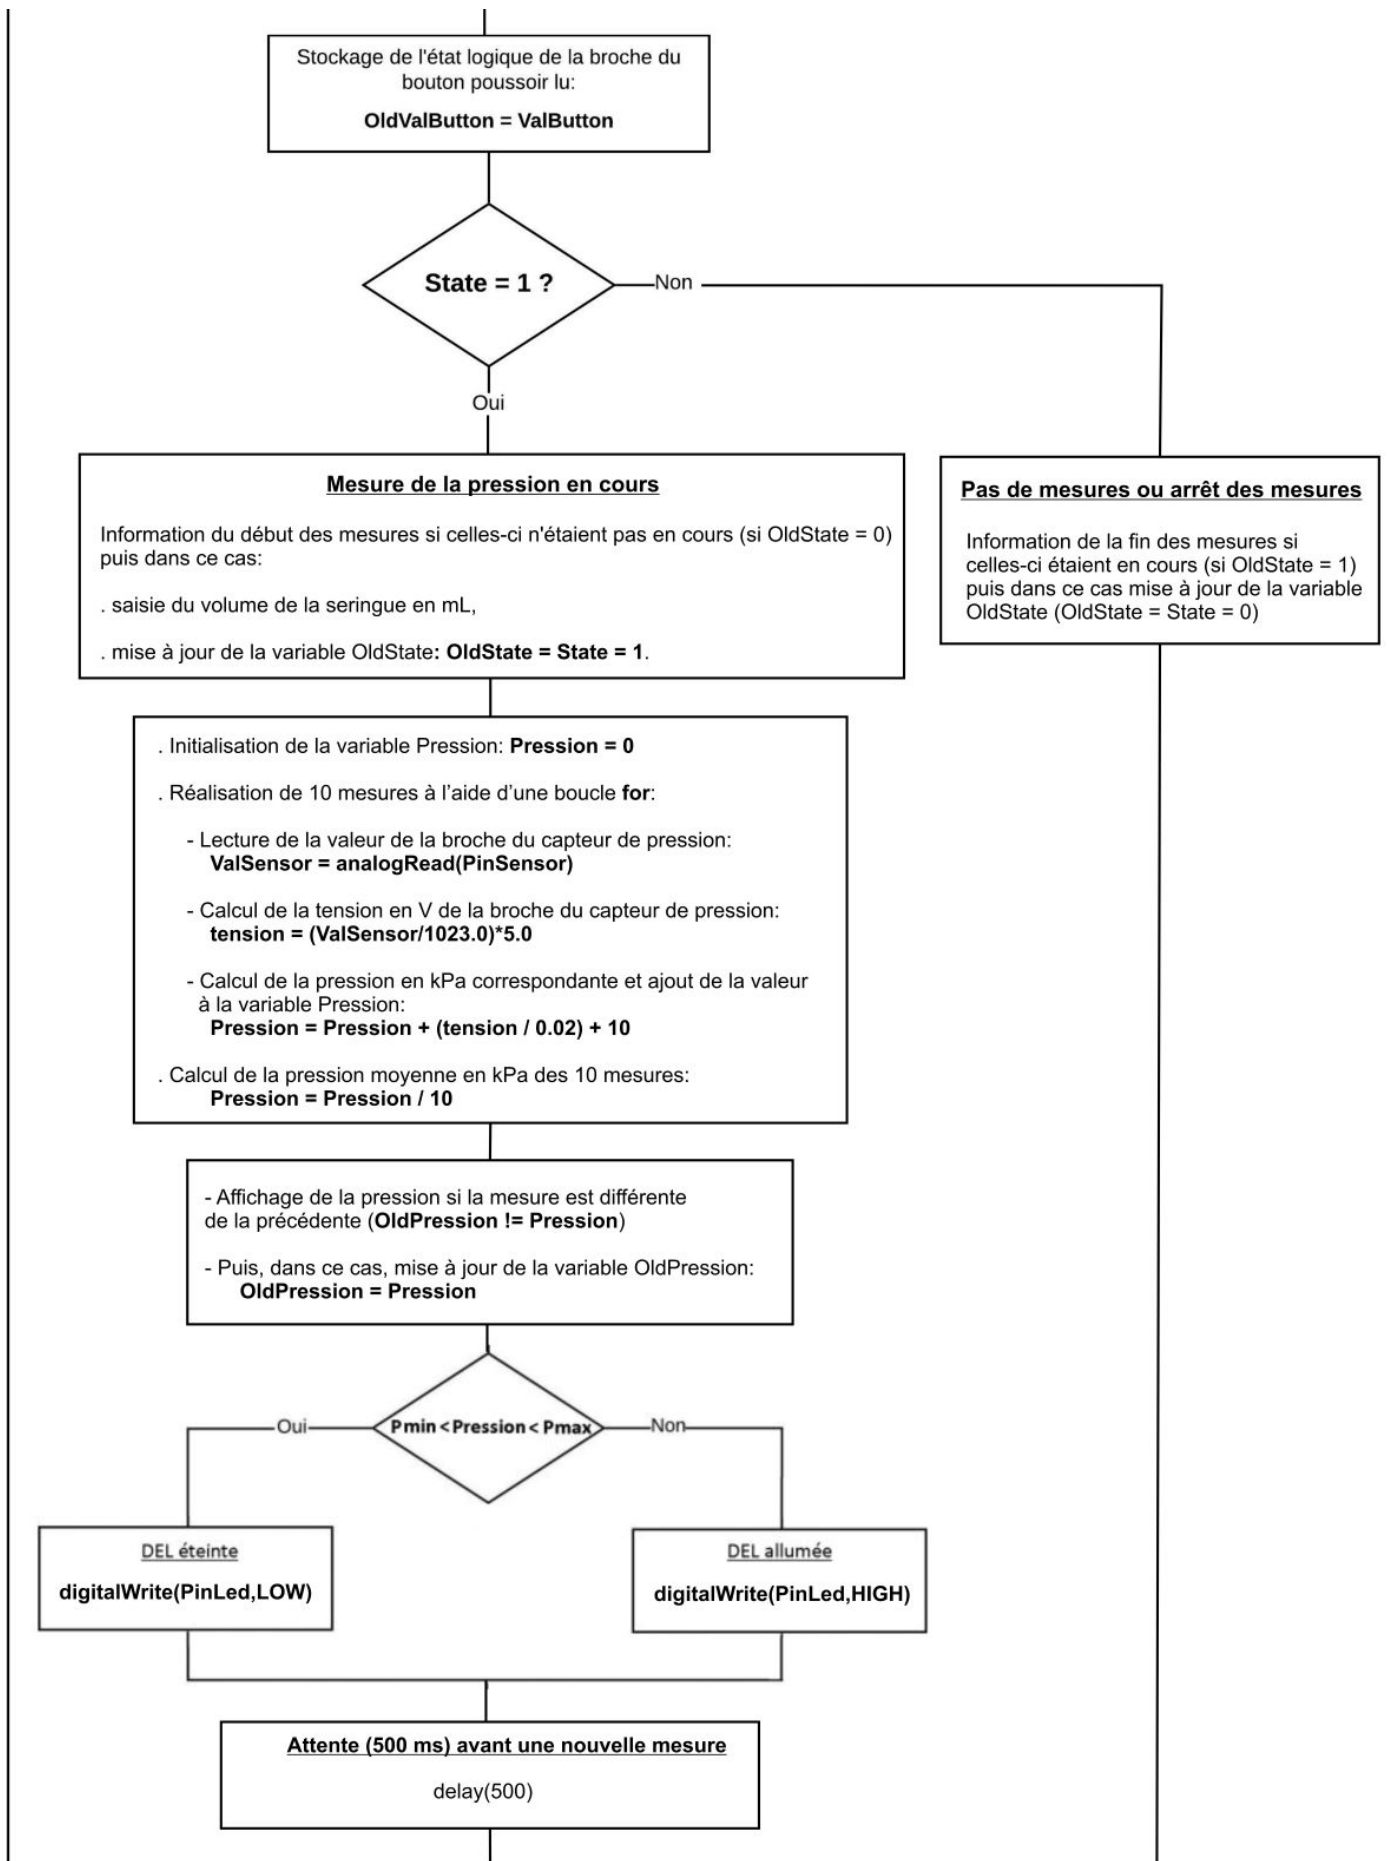 Stockage de l'état logique de la broche du
bouton poussoir lu:
OldValButton = ValButton
State = 1 ?
Non
Oui
Mesure de la pression en cours
Information du début des mesures si celles-ci n'étaient pas en cours (si OldState = 0)
puis dans ce cas:
. saisie du volume de la seringue en mL,
. mise à jour de la variable OldState: OldState = State = 1.
Pas de mesures ou arrêt des mesures
Information de la fin des mesures si
celles-ci étaient en cours (si OldState = 1)
puis dans ce cas mise à jour de la variable
OldState (OldState = State = 0)
. Initialisation de la variable Pression: Pression = 0
. Réalisation de 10 mesures à l’aide d’une boucle for:
- Lecture de la valeur de la broche du capteur de pression:
ValSensor = analogRead(PinSensor)
- Calcul de la tension en V de la broche du capteur de pression:
tension = (ValSensor/1023.0)*5.0
- Calcul de la pression en kPa correspondante et ajout de la valeur
à la variable Pression:
Pression = Pression + (tension / 0.02) + 10
. Calcul de la pression moyenne en kPa des 10 mesures:
Pression = Pression / 10
- Affichage de la pression si la mesure est différente
de la précédente (OldPression != Pression)
- Puis, dans ce cas, mise à jour de la variable OldPression:
OldPression = Pression
Oui
Pmin < Pression < Pmax
Non
DEL éteinte
digitalWrite(PinLed,LOW)
DEL allumée
digitalWrite(PinLed,HIGH)
Attente (500 ms) avant une nouvelle mesure
delay(500)